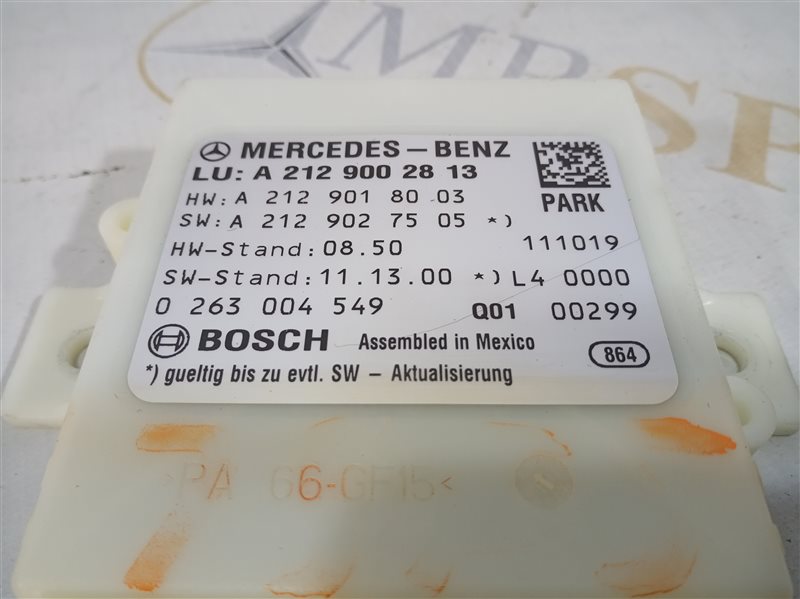 MBSP
MERCEDES-BENZ
LU: A 212 900 28 13
HW: A 212 901 80 03
PARK
SW: A 212 902 75 05 *)
HW-Stand: 08.50 111019
SW-Stand: 11.13.00 *) L4 0000
0 263 004 549 Q01 00299
BOSCH Assembled in Mexico 864
*) gueltig bis zu evtl. SW - Aktualisierung
>PA 66-GF15<